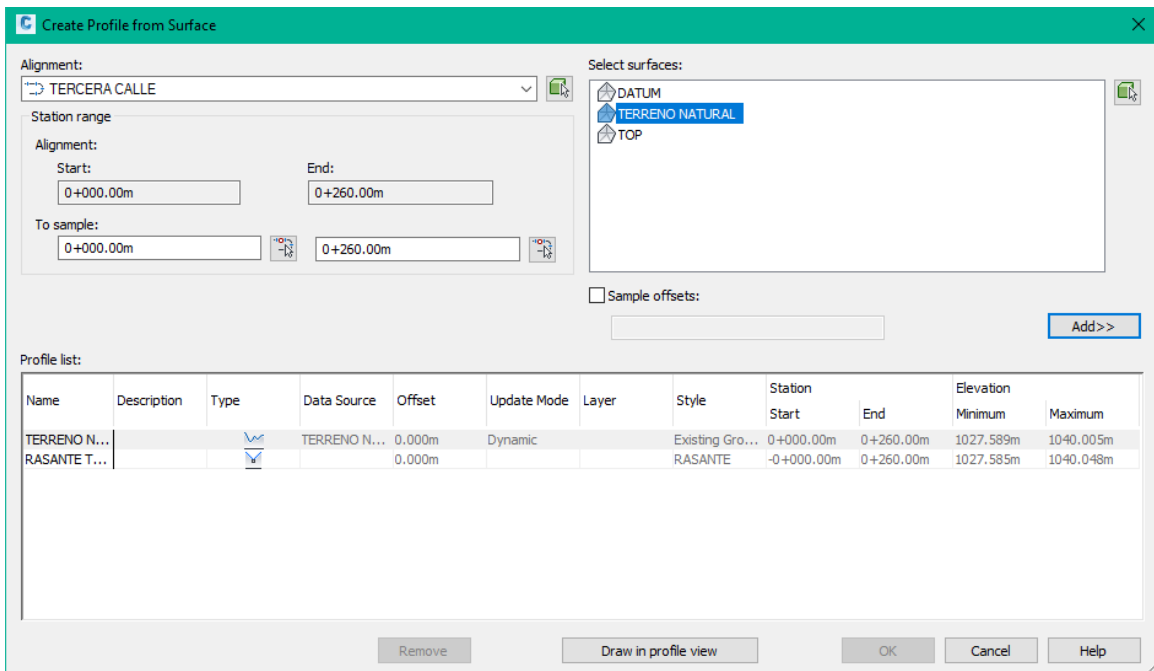 Create Profile from Surface
Alignment:
TERCERA CALLE
Station range
Alignment:
Start: End:
0+000.00m 0+260.00m
To sample:
0+000.00m 0+260.00m
Select surfaces:
DATUM
TERRENO NATURAL
TOP
Sample offsets:
Add>>
Profile list:
Name Description Type Data Source Offset Update Mode Layer Style Station Elevation
Start End Minimum Maximum
TERRENO N... TERRENO N... 0.000m Dynamic Existing Gro... 0+000.00m 0+260.00m 1027.589m 1040.005m
RASANTE T... 0.000m RASANTE -0+000.00m 0+260.00m 1027.585m 1040.048m
Remove Draw in profile view OK Cancel Help